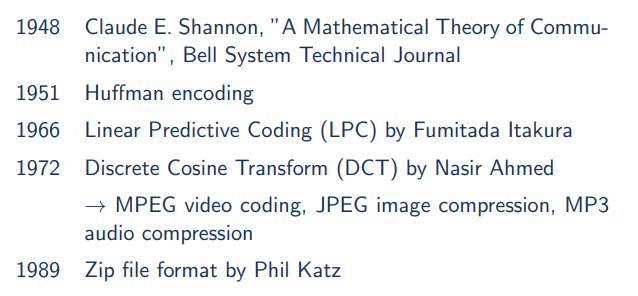 1948 Claude E. Shannon, ”A Mathematical Theory of Commu-
nication”, Bell System Technical Journal
1951 Huffman encoding
1966 Linear Predictive Coding (LPC) by Fumitada Itakura
1972 Discrete Cosine Transform (DCT) by Nasir Ahmed
→ MPEG video coding, JPEG image compression, MP3
audio compression
1989 Zip file format by Phil Katz